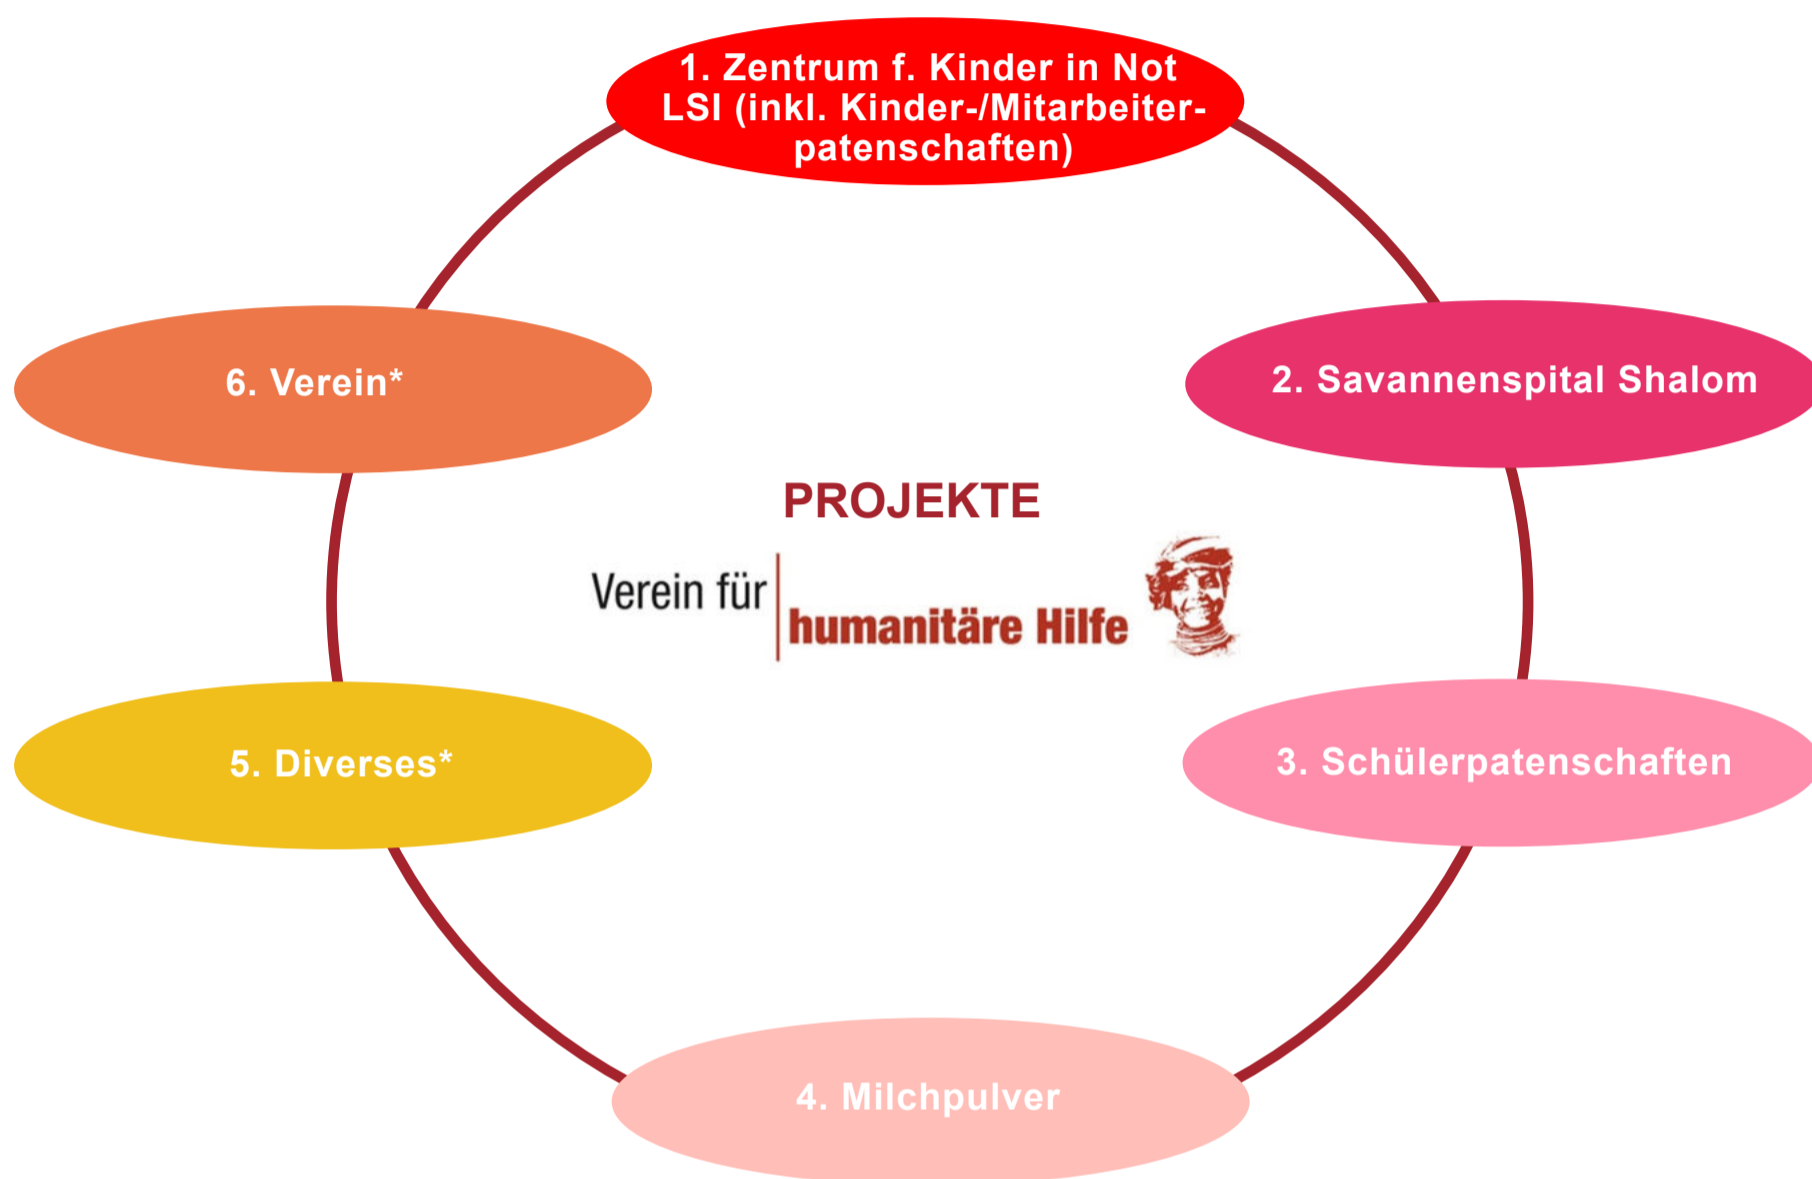 1. Zentrum f. Kinder in Not
LSI (inkl. Kinder-/Mitarbeiter-
patenschaften)
2. Savannenspital Shalom
3. Schülerpatenschaften
4. Milchpulver
5. Diverses*
6. Verein*
PROJEKTE
Verein für
humanitäre Hilfe